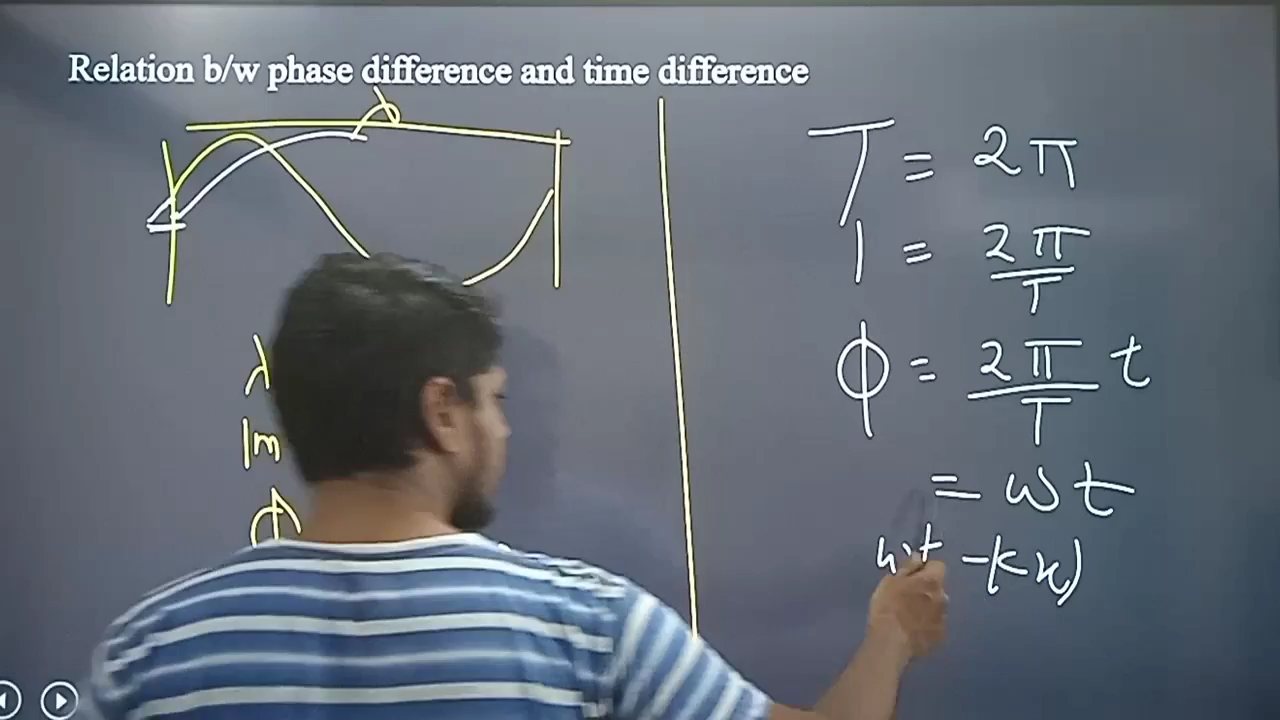 Relation b/w phase difference and time difference
λ
λ
1m
ϕ
T = 2π
1 = 2π/T
ϕ = 2π/T t
= ωt
ωt - kx)